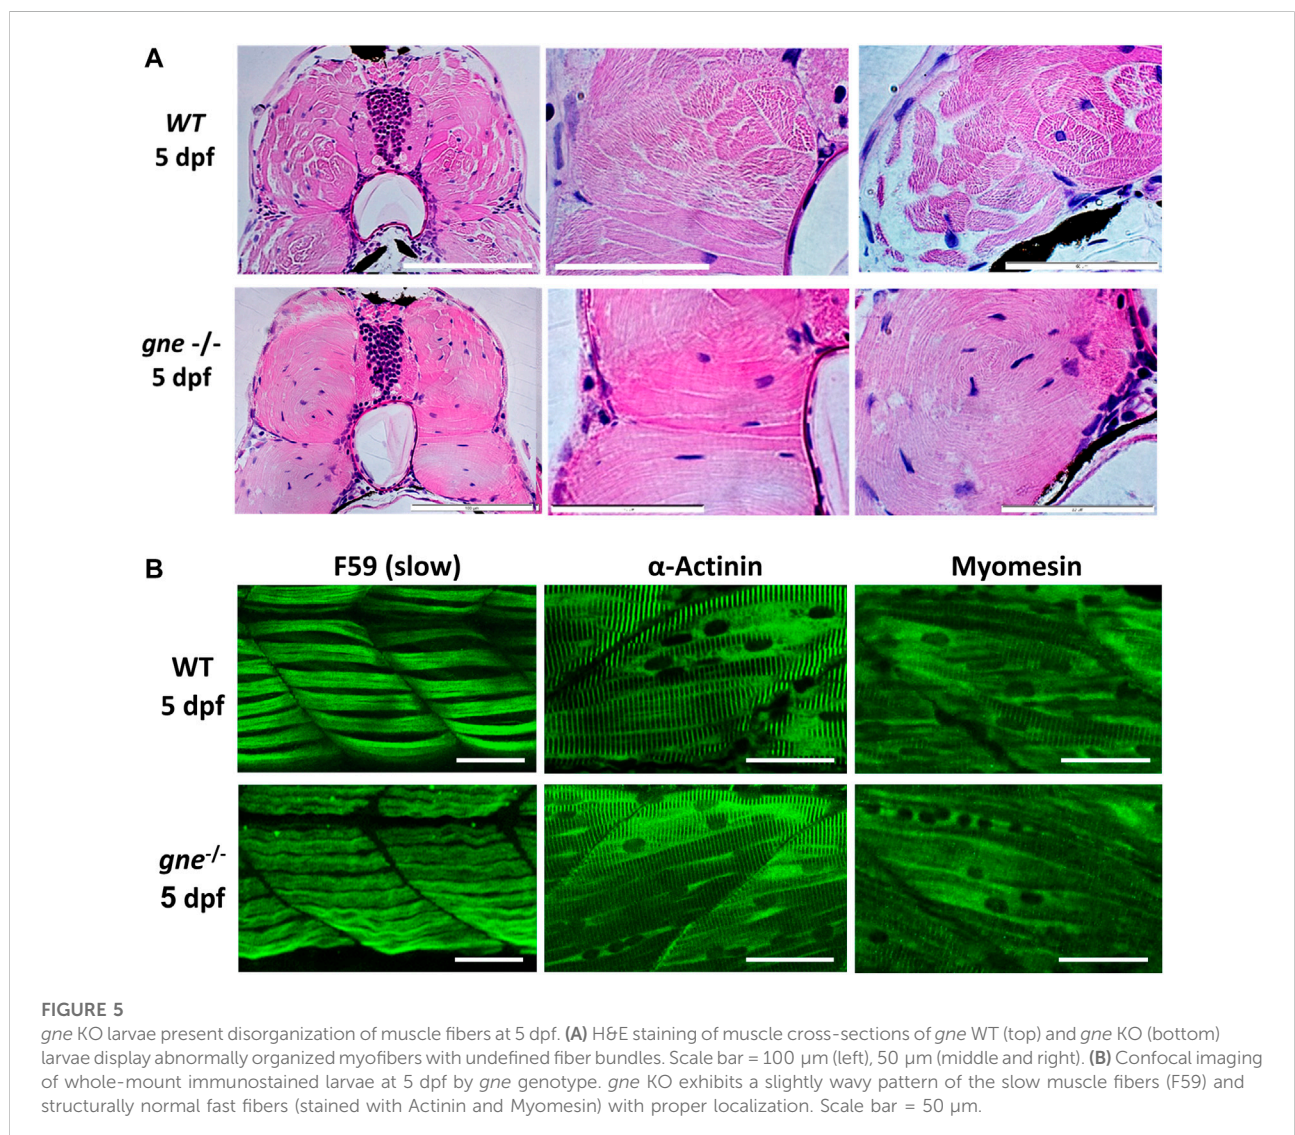 A
WT
5 dpf
gne -/-
5 dpf
B
F59 (slow)
α-Actinin
Myomesin
WT
5 dpf
gne-/-
5 dpf
FIGURE 5
gne KO larvae present disorganization of muscle fibers at 5 dpf. (A) H&E staining of muscle cross-sections of gne WT (top) and gne KO (bottom)
larvae display abnormally organized myofibers with undefined fiber bundles. Scale bar = 100 µm (left), 50 µm (middle and right). (B) Confocal imaging
of whole-mount immunostained larvae at 5 dpf by gne genotype. gne KO exhibits a slightly wavy pattern of the slow muscle fibers (F59) and
structurally normal fast fibers (stained with Actinin and Myomesin) with proper localization. Scale bar = 50 µm.